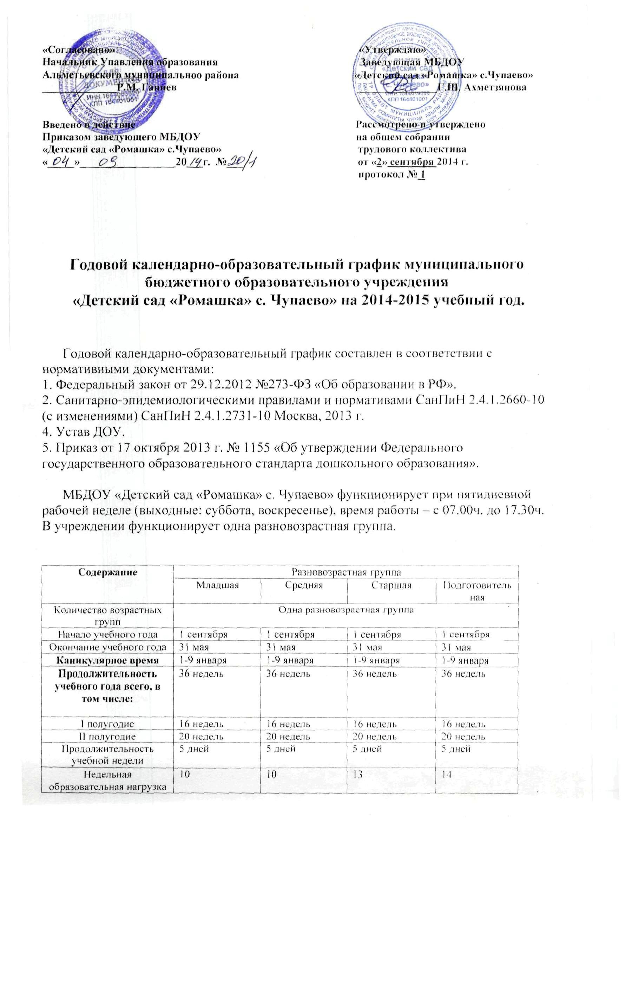 «Согласовано»
Начальник Упавления образования
Альметьевского муниципальноо района
Р.М. Ганиев
Введено в действие
Приказом заведующего МБДОУ
«Детский сад «Ромашка» с.Чупаево»
«04» 09 2014г. №20/1
«Утверждаю»
Заведующая МБДОУ
«Детский сад «Ромашка» с.Чупаево»
Г.Ш. Ахметзянова
Рассмотрено и утверждено
на общем собрании
трудового коллектива
от «2» сентября 2014 г.
протокол № 1
ДЛЯ
ДОКУМЕНТОВ
КПП 164401001
«Детский сад
с. Чупаево»
КПП 164401001
Годовой календарно-образовательный график муниципального
бюджетного образовательного учреждения
«Детский сад «Ромашка» с. Чупаево» на 2014-2015 учебный год.
Годовой календарно-образовательный график составлен в соответствии с
нормативными документами:
1. Федеральный закон от 29.12.2012 №273-ФЗ «Об образовании в РФ».
2. Санитарно-эпидемиологическими правилами и нормативами СанПиН 2.4.1.2660-10
(с изменениями) СанПиН 2.4.1.2731-10 Москва, 2013 г.
4. Устав ДОУ.
5. Приказ от 17 октября 2013 г. № 1155 «Об утверждении Федерального
государственного образовательного стандарта дошкольного образования».
МБДОУ «Детский сад «Ромашка» с. Чупаево» функционирует при пятидневной
рабочей неделе (выходные: суббота, воскресенье), время работы – с 07.00ч. до 17.30ч.
В учреждении функционирует одна разновозрастная группа.
Содержание Разновозрастная группа
Младшая Средняя Старшая Подготовитель
ная
Количество возрастных Одна разновозрастная группа
групп
Начало учебного года 1 сентября 1 сентября 1 сентября 1 сентября
Окончание учебного года 31 мая 31 мая 31 мая 31 мая
Каникулярное время 1-9 января 1-9 января 1-9 января 1-9 января
Продолжительность 36 недель 36 недель 36 недель 36 недель
учебного года всего, в
том числе:
I полугодие 16 недель 16 недель 16 недель 16 недель
II полугодие 20 недель 20 недель 20 недель 20 недель
Продолжительность 5 дней 5 дней 5 дней 5 дней
учебной недели
Недельная 10 10 13 14
образовательная нагрузка